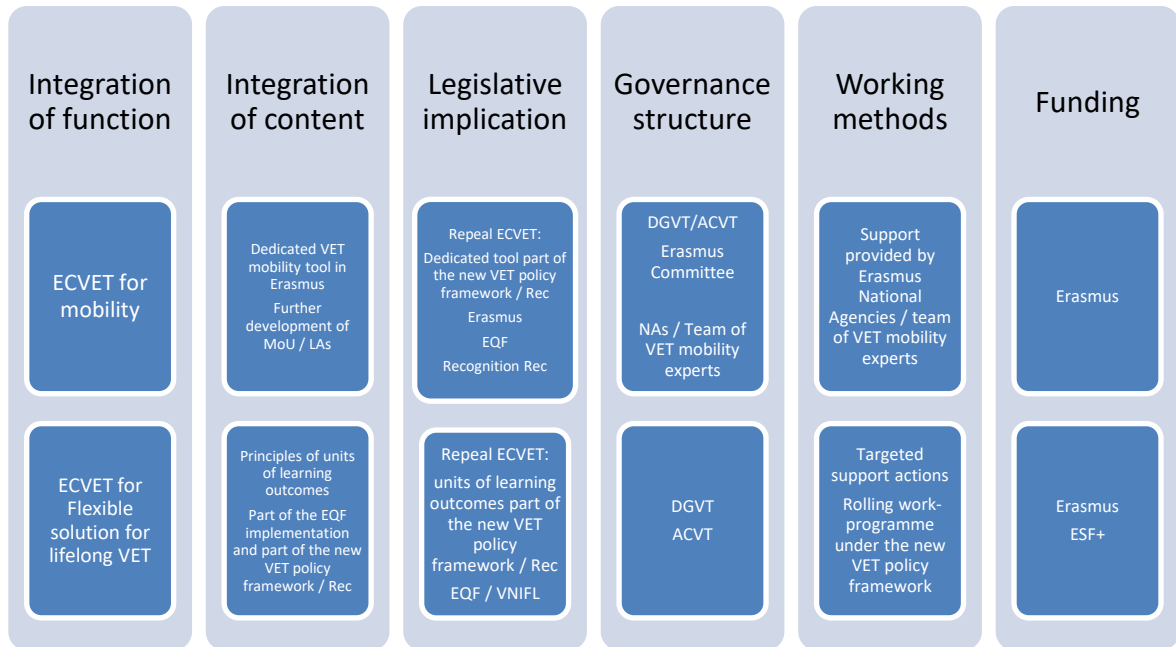 Integration
of function
ECVET for
mobility
ECVET for
Flexible
solution for
lifelong VET
Integration
of content
Dedicated VET
mobility tool in
Erasmus
Further
development of
MoU / LAs
Principles of units
of learning
outcomes
Part of the EQF
implementation
and part of the new
VET policy
framework / Rec
Legislative
implication
Repeal ECVET:
Dedicated tool part of
the new VET policy
framework / Rec
Erasmus
EQF
Recognition Rec
Repeal ECVET:
units of learning
outcomes part of
the new VET
policy
framework / Rec
EQF / VNIFL
Governance
structure
DGVT/ACVT
Erasmus
Committee
NAs / Team of
VET mobility
experts
DGVT
ACVT
Working
methods
Support
provided by
Erasmus
National
Agencies / team
of VET mobility
experts
Targeted
support actions
Rolling work-
programme
under the new
VET policy
framework
Funding
Erasmus
Erasmus
ESF+